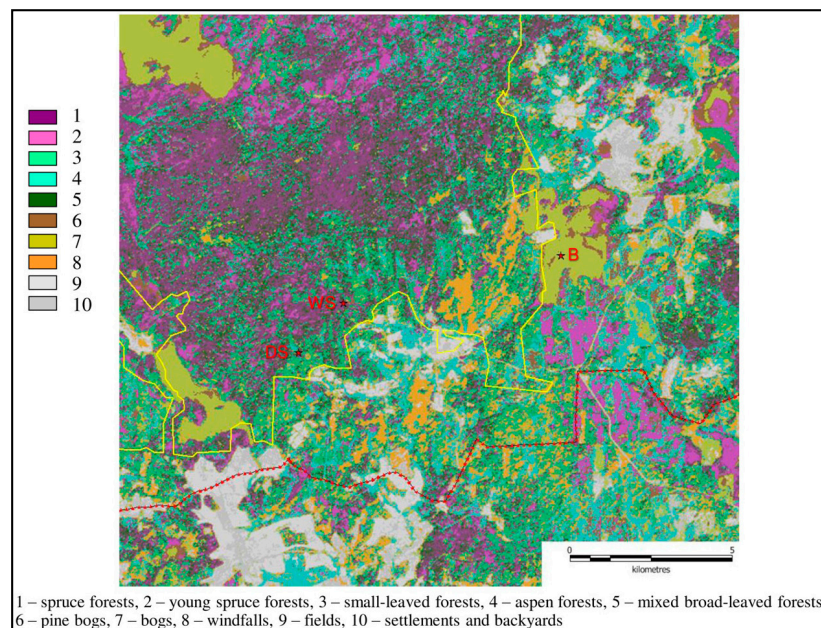 1
2
3
4
5
6
7
8
9
10
B
WS
DS
0 5
kilometres
1 – spruce forests, 2 – young spruce forests, 3 – small-leaved forests, 4 – aspen forests, 5 – mixed broad-leaved forests
6 – pine bogs, 7 – bogs, 8 – windfalls, 9 – fields, 10 – settlements and backyards